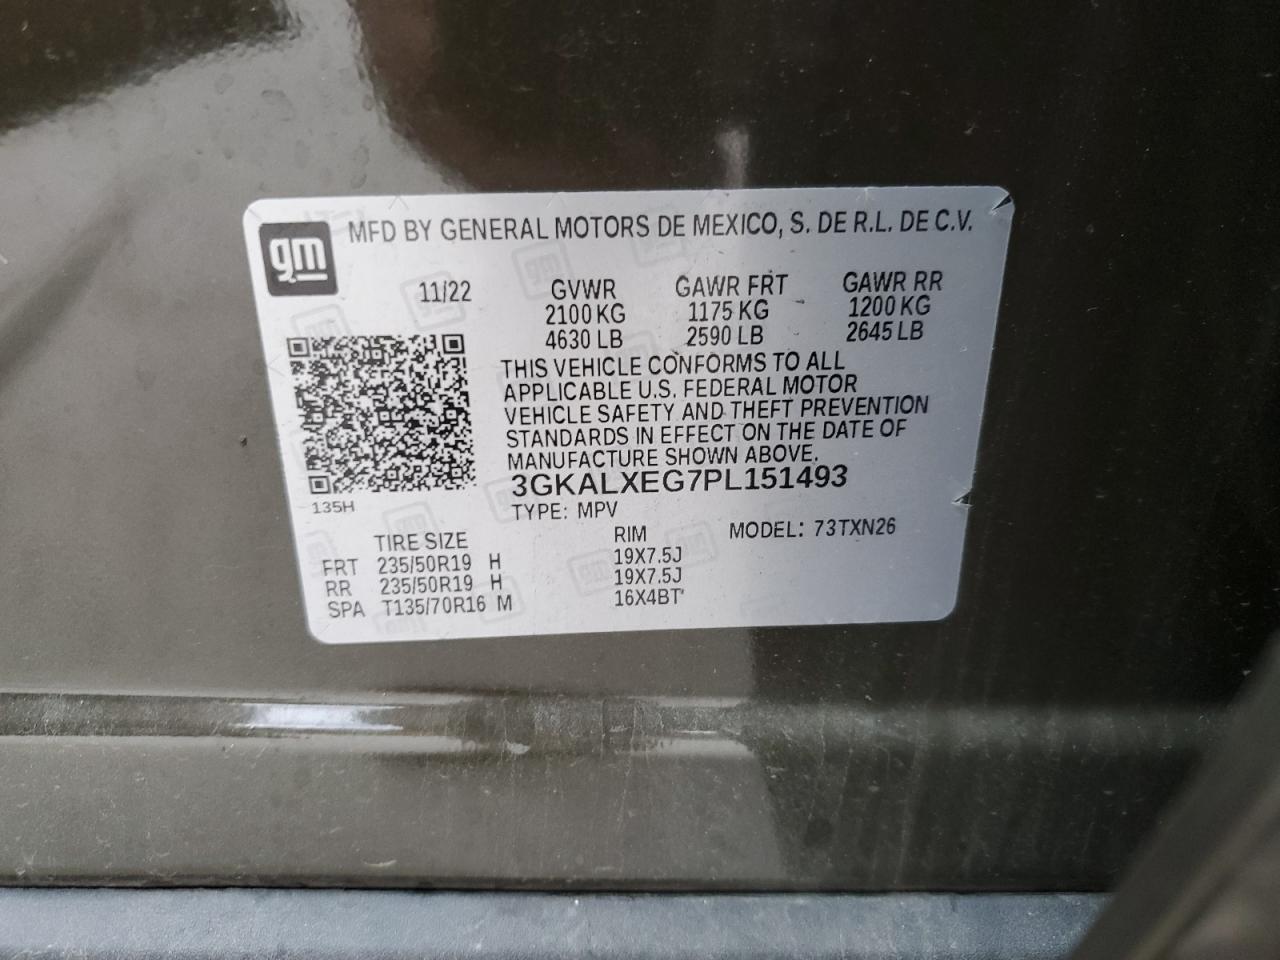 gm
MFD BY GENERAL MOTORS DE MEXICO, S. DE R.L. DE C.V.
11/22 GVWR GAWR FRT GAWR RR
2100 KG 1175 KG 1200 KG
4630 LB 2590 LB 2645 LB
THIS VEHICLE CONFORMS TO ALL
APPLICABLE U.S. FEDERAL MOTOR
VEHICLE SAFETY AND THEFT PREVENTION
STANDARDS IN EFFECT ON THE DATE OF
MANUFACTURE SHOWN ABOVE.
3GKALXEG7PL151493
135H
TYPE: MPV MODEL: 73TXN26
TIRE SIZE RIM
FRT 235/50R19 H 19X7.5J
RR 235/50R19 H 19X7.5J
SPA T135/70R16 M 16X4BT